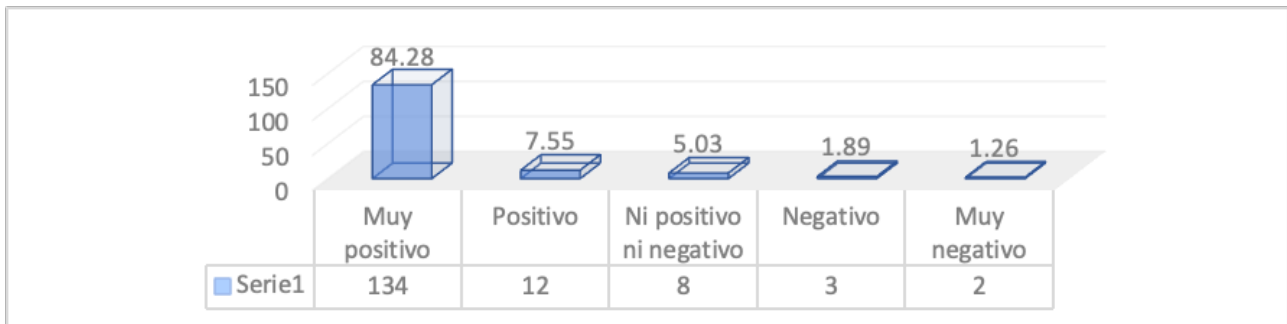 84.28
150
100
50
0
7.55
5.03
1.89
1.26
Muy
positivo
Positivo
Ni positivo
ni negativo
Negativo
Muy
negativo
Serie1
134
12
8
3
2